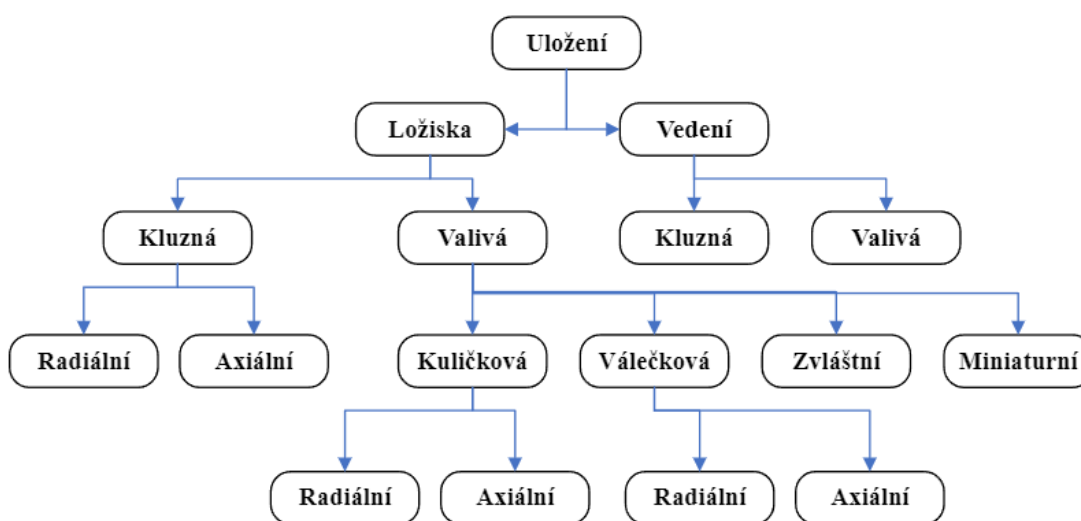 Uložení
Ložiska
Vedení
Kluzná
Valivá
Kluzná
Valivá
Radiální
Axiální
Kuličková
Válečková
Zvláštní
Miniaturní
Radiální
Axiální
Radiální
Axiální